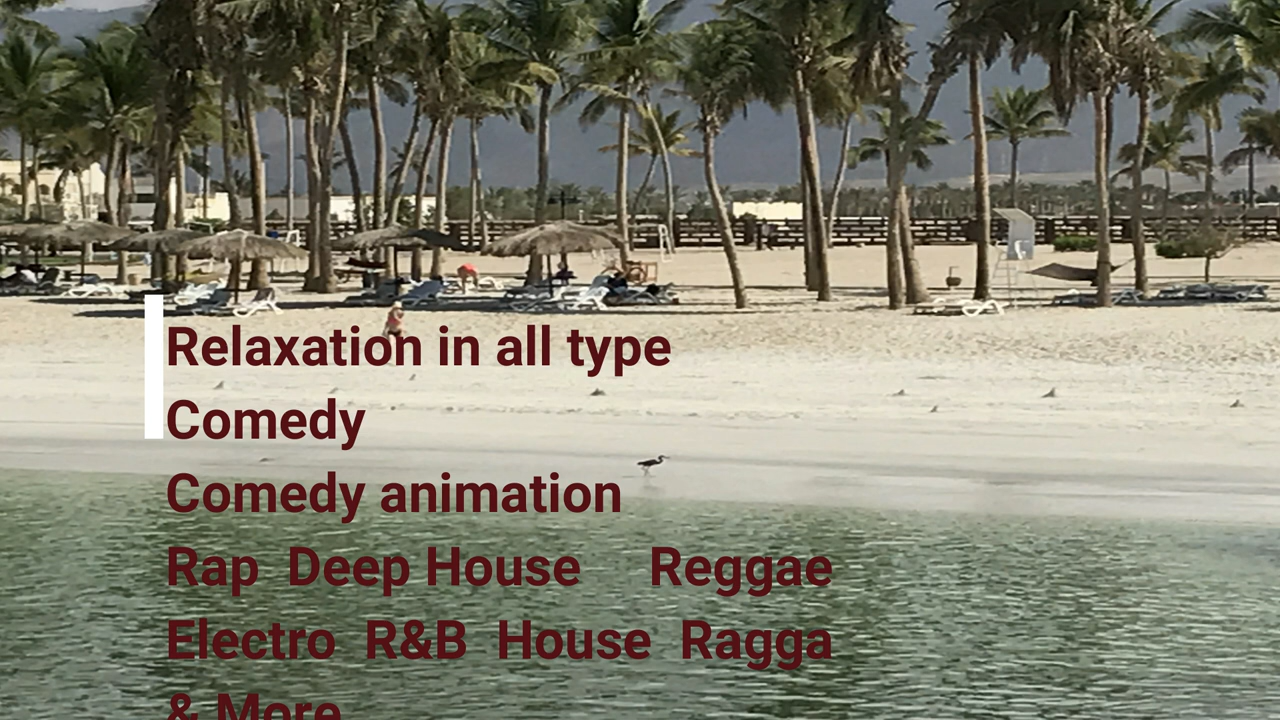 Relaxation in all type
Comedy
Comedy animation
Rap Deep House Reggae
Electro R&B House Ragga
& More